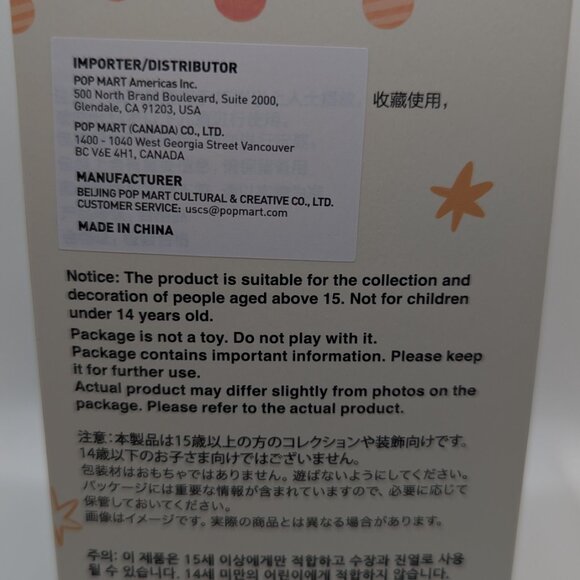 IMPORTER/DISTRIBUTOR
POP MART Americas Inc.
500 North Brand Boulevard, Suite 2000,
Glendale, CA 91203, USA
POP MART (CANADA) CO., LTD.
1400 - 1040 West Georgia Street Vancouver
BC V6E 4H1, CANADA
MANUFACTURER
BEIJING POP MART CULTURAL & CREATIVE CO., LTD.
CUSTOMER SERVICE: uscs@popmart.com
MADE IN CHINA
收藏使用，
Notice: The product is suitable for the collection and
decoration of people aged above 15. Not for children
under 14 years old.
Package is not a toy. Do not play with it.
Package contains important information. Please keep
it for further use.
Actual product may differ slightly from photos on the
package. Please refer to the actual product.
注意：本製品は15歳以上の方のコレクションや装飾向けです。
14歳以下のお子さま向けではございません。
包装材はおもちゃではありません。遊ばないようにしてください。
パッケージには重要な情報が含まれていますので、必要に応じて
保管しておいてください。
画像はイメージです。実際の商品とは異なる場合があります。
주의: 이 제품은 15세 이상에게만 적합하고 수장과 진열로 사용
될 수 있습니다. 14세 미만의 어린이에게 적합하지 않습니다.